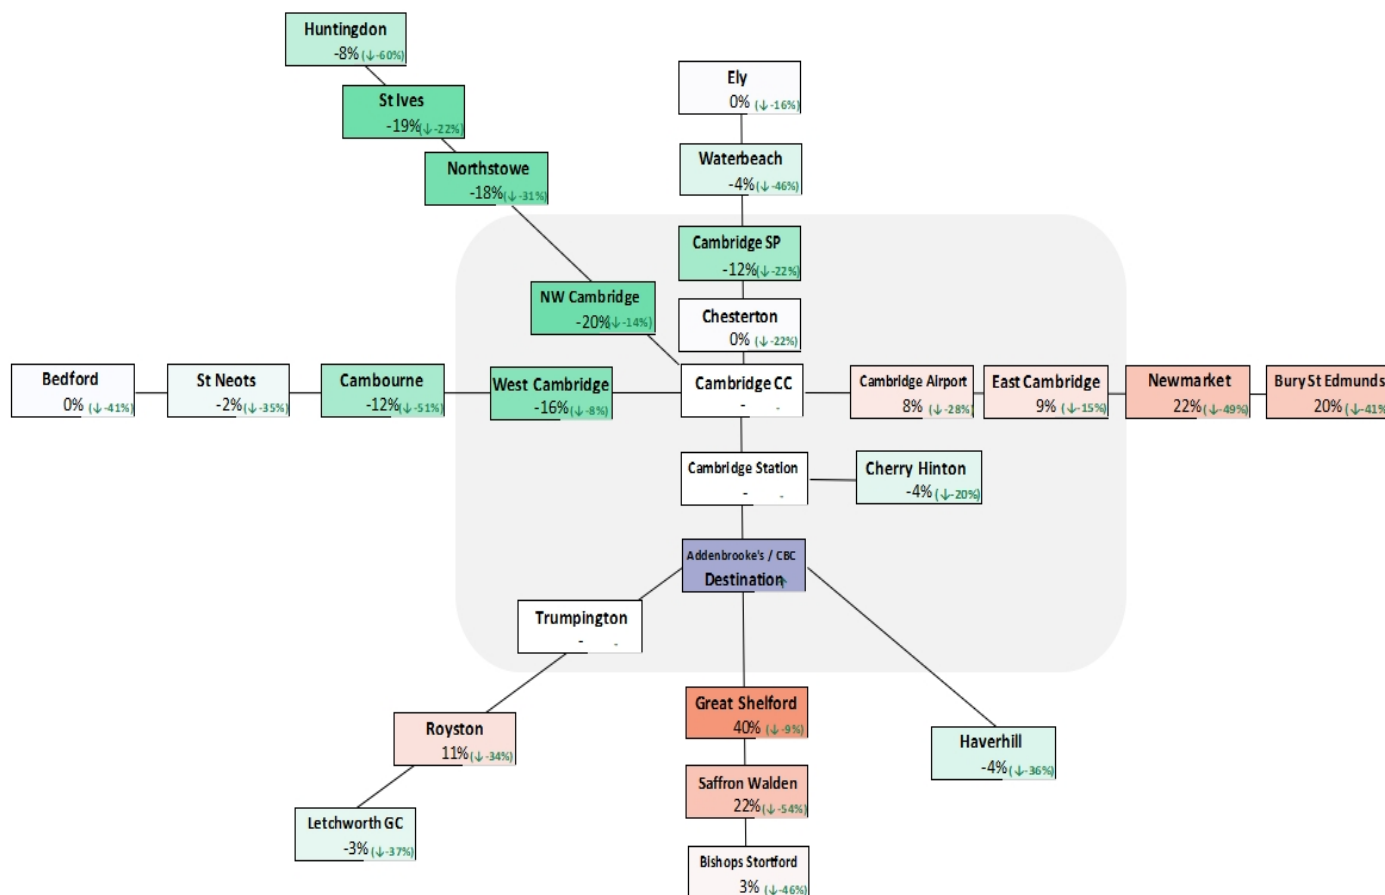 Huntingdon
-8% (↓-60%)
St Ives
-19% (↓-22%)
Northstowe
-18% (↓-31%)
Ely
0% (↓-16%)
Waterbeach
-4% (↓-46%)
Cambridge SP
-12% (↓-22%)
NW Cambridge
-20% (↓-14%)
Chesterton
0% (↓-22%)
Bedford
0% (↓-41%)
St Neots
-2% (↓-35%)
Cambourne
-12% (↓-51%)
West Cambridge
-16% (↓-8%)
Cambridge CC
- -
Cambridge Airport
8% (↓-28%)
East Cambridge
9% (↓-15%)
Newmarket
22% (↓-49%)
Bury St Edmunds
20% (↓-41%
Cambridge Station
- -
Cherry Hinton
-4% (↓-20%)
Addenbrooke's / CBC
Destination ↑
Trumpington
- -
Great Shelford
40% (↓-9%)
Royston
11% (↓-34%)
Haverhill
-4% (↓-36%)
Saffron Walden
22% (↓-54%)
Letchworth GC
-3% (↓-37%)
Bishops Stortford
3% (↓-46%)